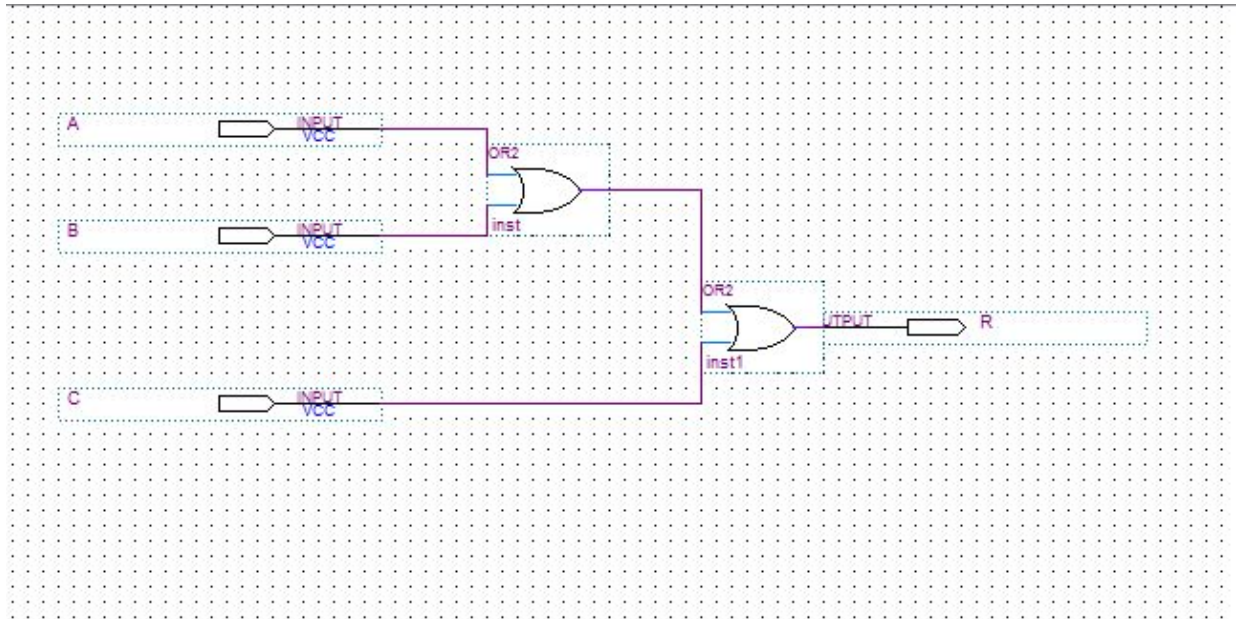 A
INPUT
VCC
OR2
B
INPUT
VCC
inst
OR2
UTPUT
R
inst1
C
INPUT
VCC